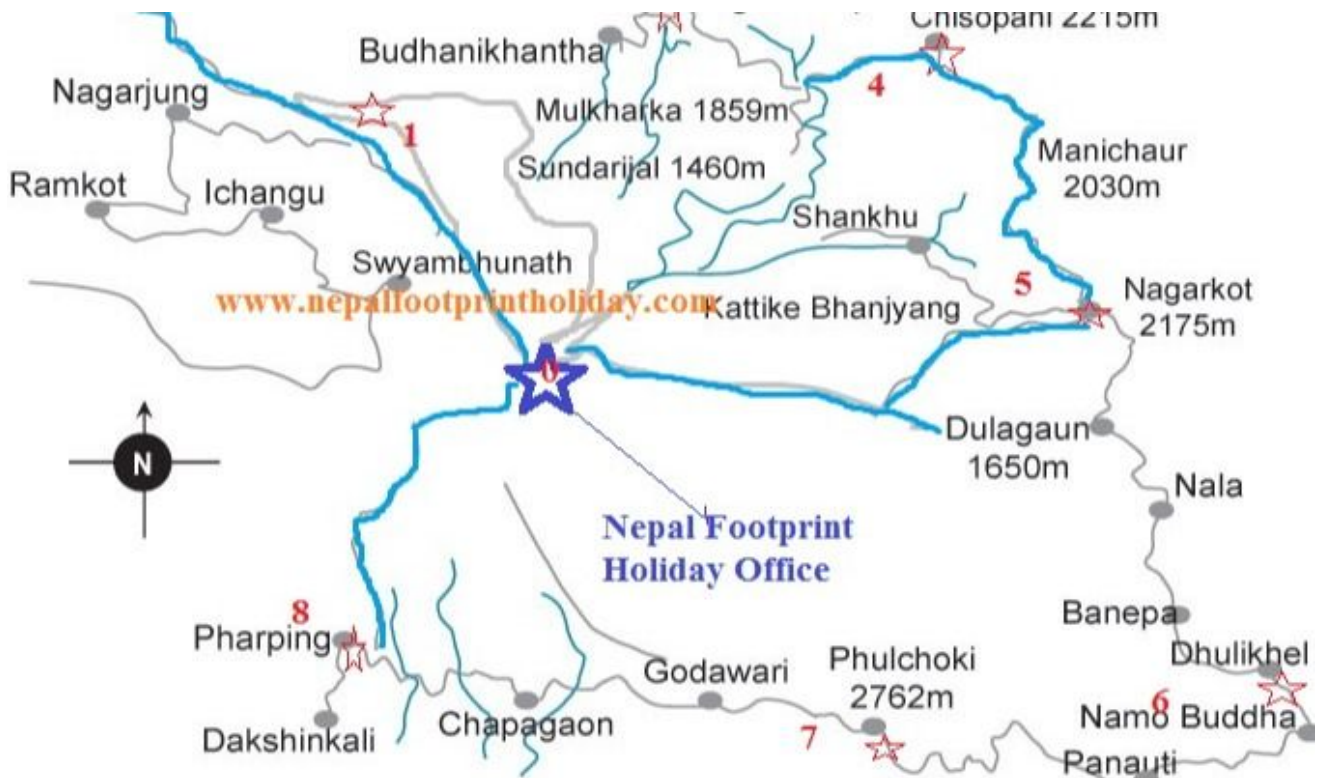 Chisopani 2215m
Budhanikhantha
4
Nagarjung
Mulkharka 1859m
1
Manichaur
2030m
Sundarijal 1460m
Ramkot
Ichangu
Shankhu
Swyambhunath
5
Nagarkot
2175m
www.nepalfootprintholiday.com
Kattike Bhanjyang
0
Dulagaun
1650m
N
Nala
Nepal Footprint
Holiday Office
8
Pharping
Banepa
Dhulikhel
Godawari
Phulchoki
2762m
6
Namo Buddha
Chapagaon
7
Dakshinkali
Panauti